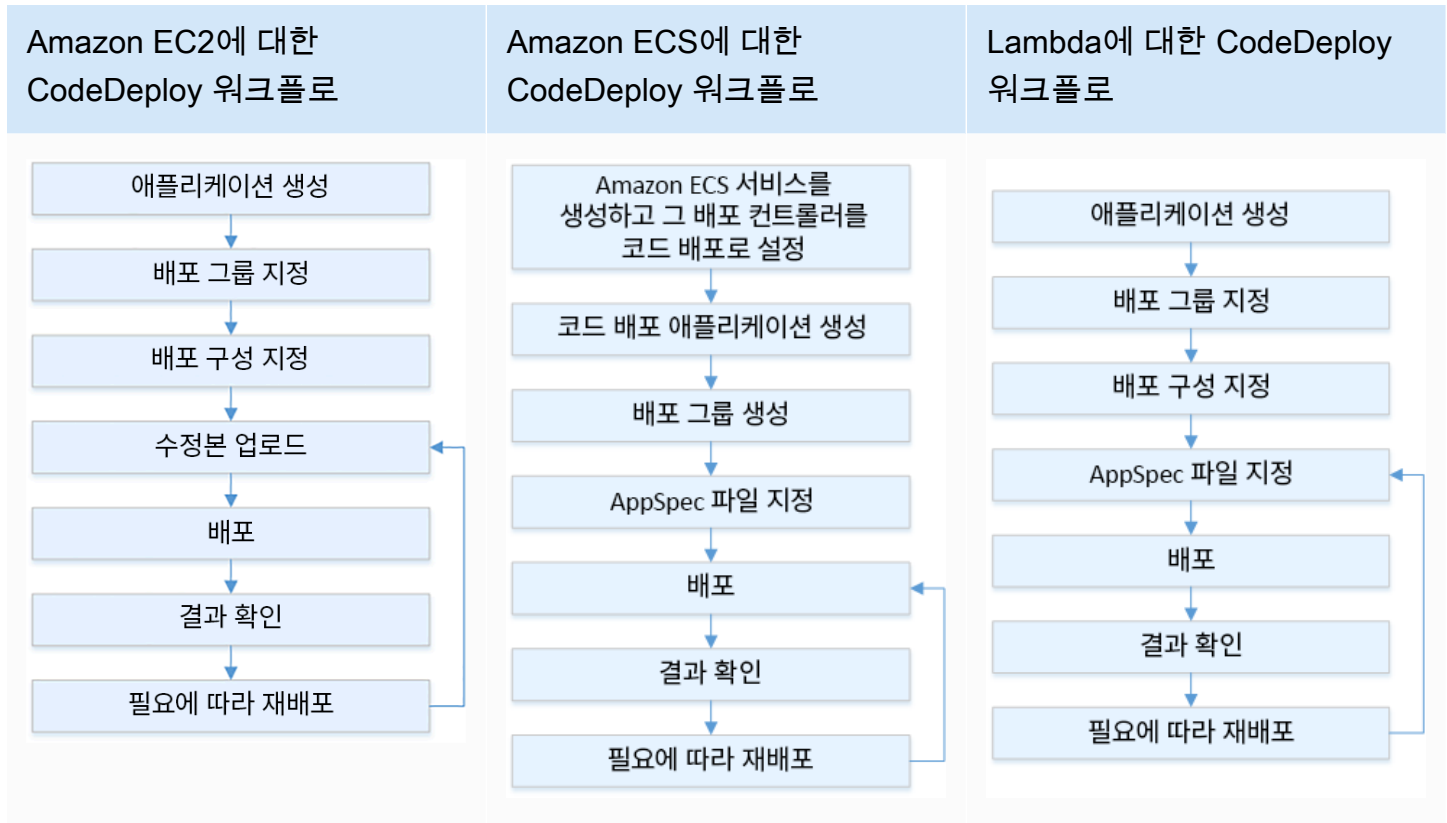 Amazon EC2에 대한
CodeDeploy 워크플로
Amazon ECS에 대한
CodeDeploy 워크플로
Lambda에 대한 CodeDeploy
워크플로
애플리케이션 생성
배포 그룹 지정
배포 구성 지정
수정본 업로드
배포
결과 확인
필요에 따라 재배포
Amazon ECS 서비스를
생성하고 그 배포 컨트롤러를
코드 배포로 설정
코드 배포 애플리케이션 생성
배포 그룹 생성
AppSpec 파일 지정
배포
결과 확인
필요에 따라 재배포
애플리케이션 생성
배포 그룹 지정
배포 구성 지정
AppSpec 파일 지정
배포
결과 확인
필요에 따라 재배포